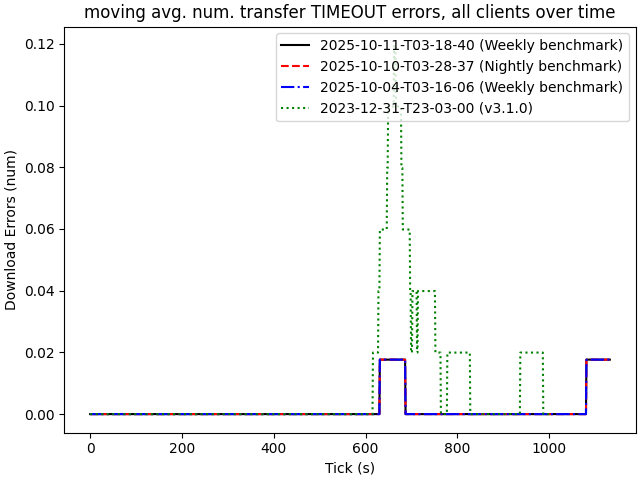 moving avg. num. transfer TIMEOUT errors, all clients over time
2025-10-11-T03-18-40 (Weekly benchmark)
2025-10-10-T03-28-37 (Nightly benchmark)
2025-10-04-T03-16-06 (Weekly benchmark)
2023-12-31-T23-03-00 (v3.1.0)
Download Errors (num)
0.12
0.10
0.08
0.06
0.04
0.02
0.00
0 200 400 600 800 1000
Tick (s)